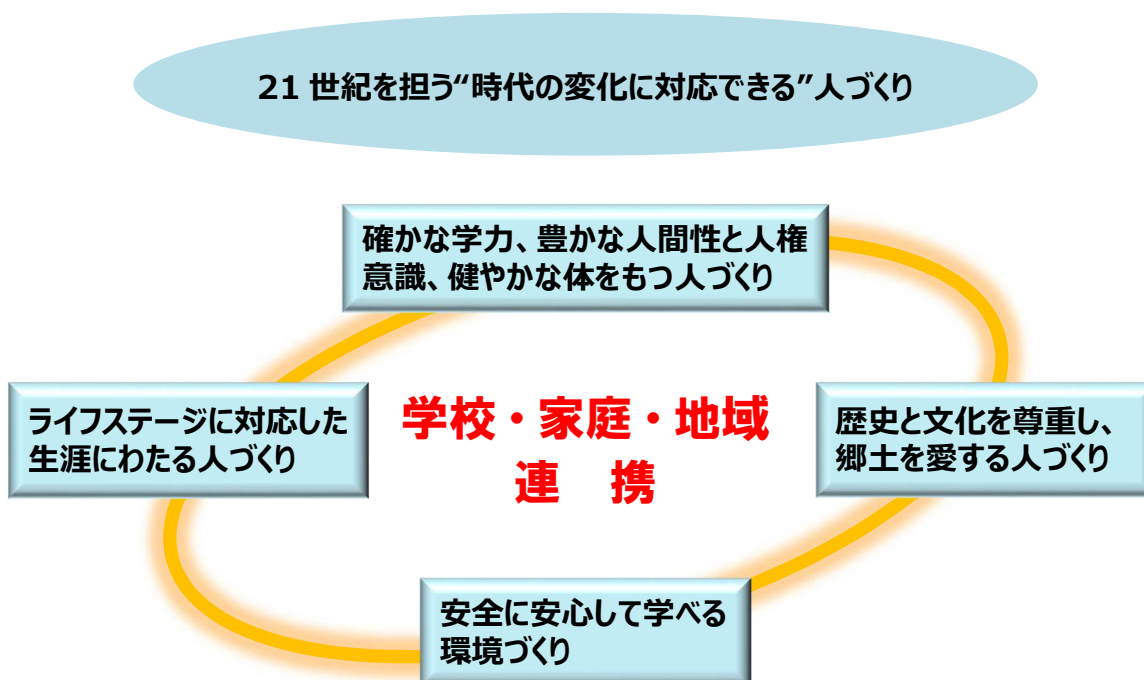 21 世紀を担う“時代の変化に対応できる”人づくり
確かな学力、豊かな人間性と人権
意識、健やかな体をもつ人づくり
ライフステージに対応した
生涯にわたる人づくり
学校・家庭・地域
連　携
歴史と文化を尊重し、
郷土を愛する人づくり
安全に安心して学べる
環境づくり